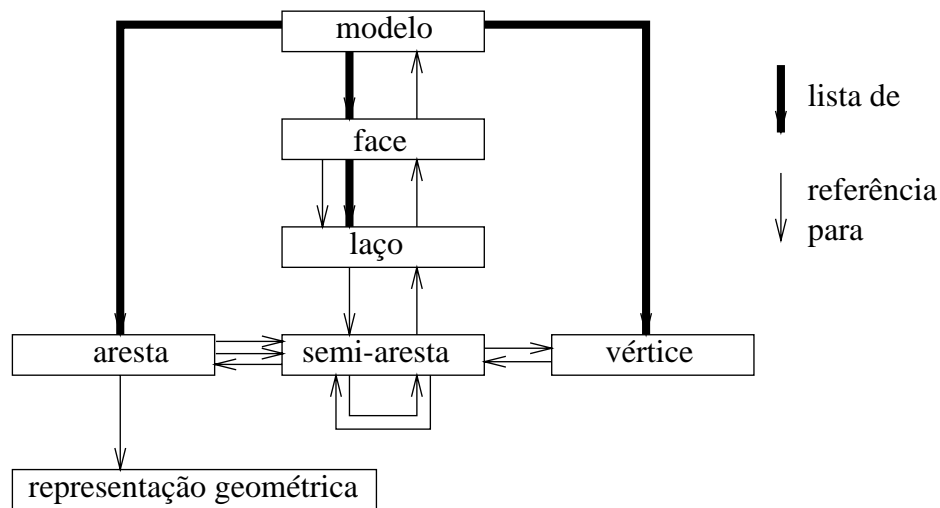 modelo
lista de
face
referência
para
laço
aresta
semi-aresta
vértice
representação geométrica